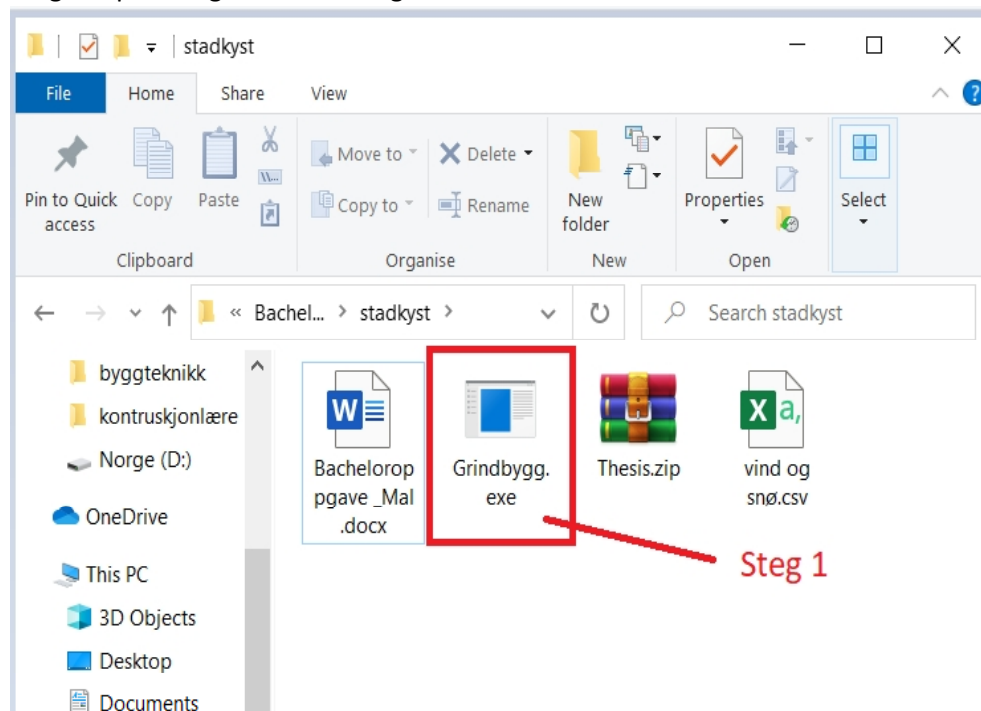 stadkyst
File Home Share View
Move to Delete
Pin to Quick access Copy Paste
Copy to Rename
New folder
Properties
Select
Clipboard Organise New Open
« Bachel... > stadkyst >
Search stadkyst
byggteknikk
kontruskjonlære
Norge (D:)
OneDrive
This PC
3D Objects
Desktop
Documents
Bachelorop
pgave _Mal
.docx
Grindbygg.
exe
Thesis.zip
vind og
snø.csv
Steg 1